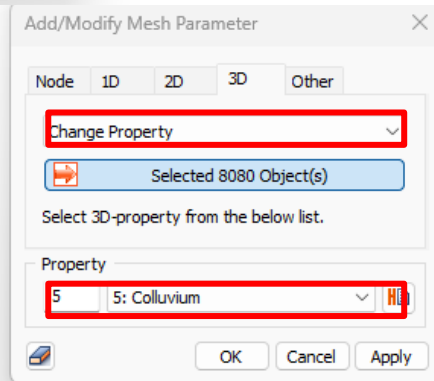 Add/Modify Mesh Parameter
Node 1D 2D 3D Other
Change Property
Selected 8080 Object(s)
Select 3D-property from the below list.
Property
5 5: Colluvium
OK Cancel Apply